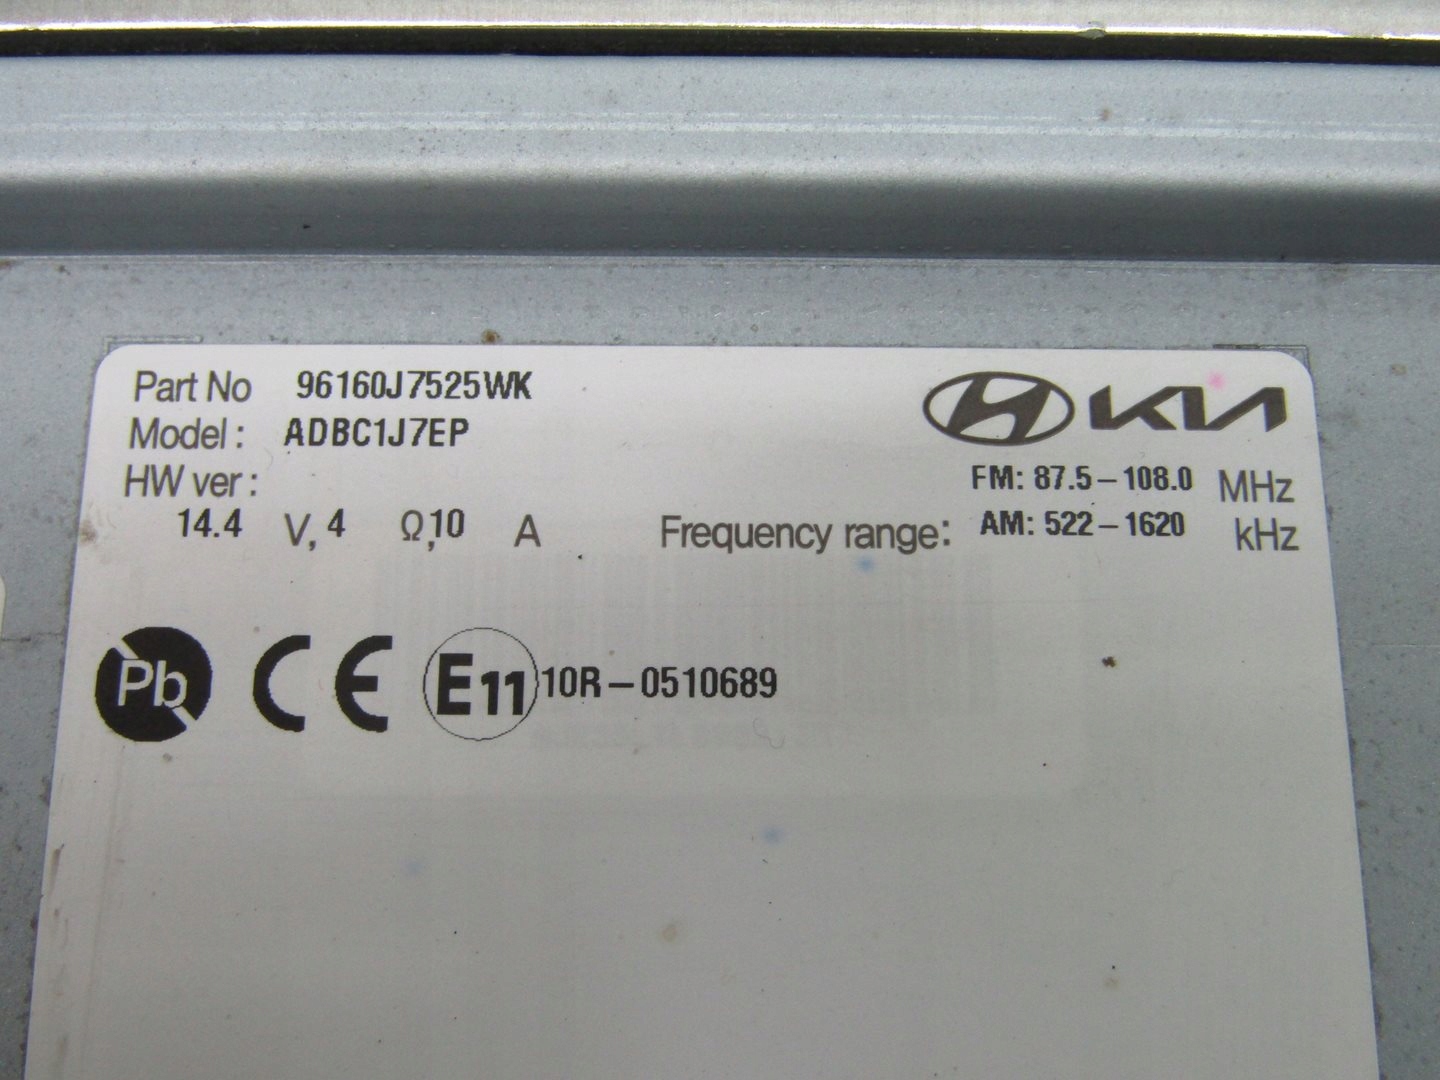 Part No 96160J7525WK
Model : ADBC1J7EP
HW ver :
14.4 V, 4 Ω, 10 A
KIA
FM: 87.5 – 108.0 MHz
Frequency range: AM: 522 – 1620 kHz
Pb CE E11 10R – 0510689